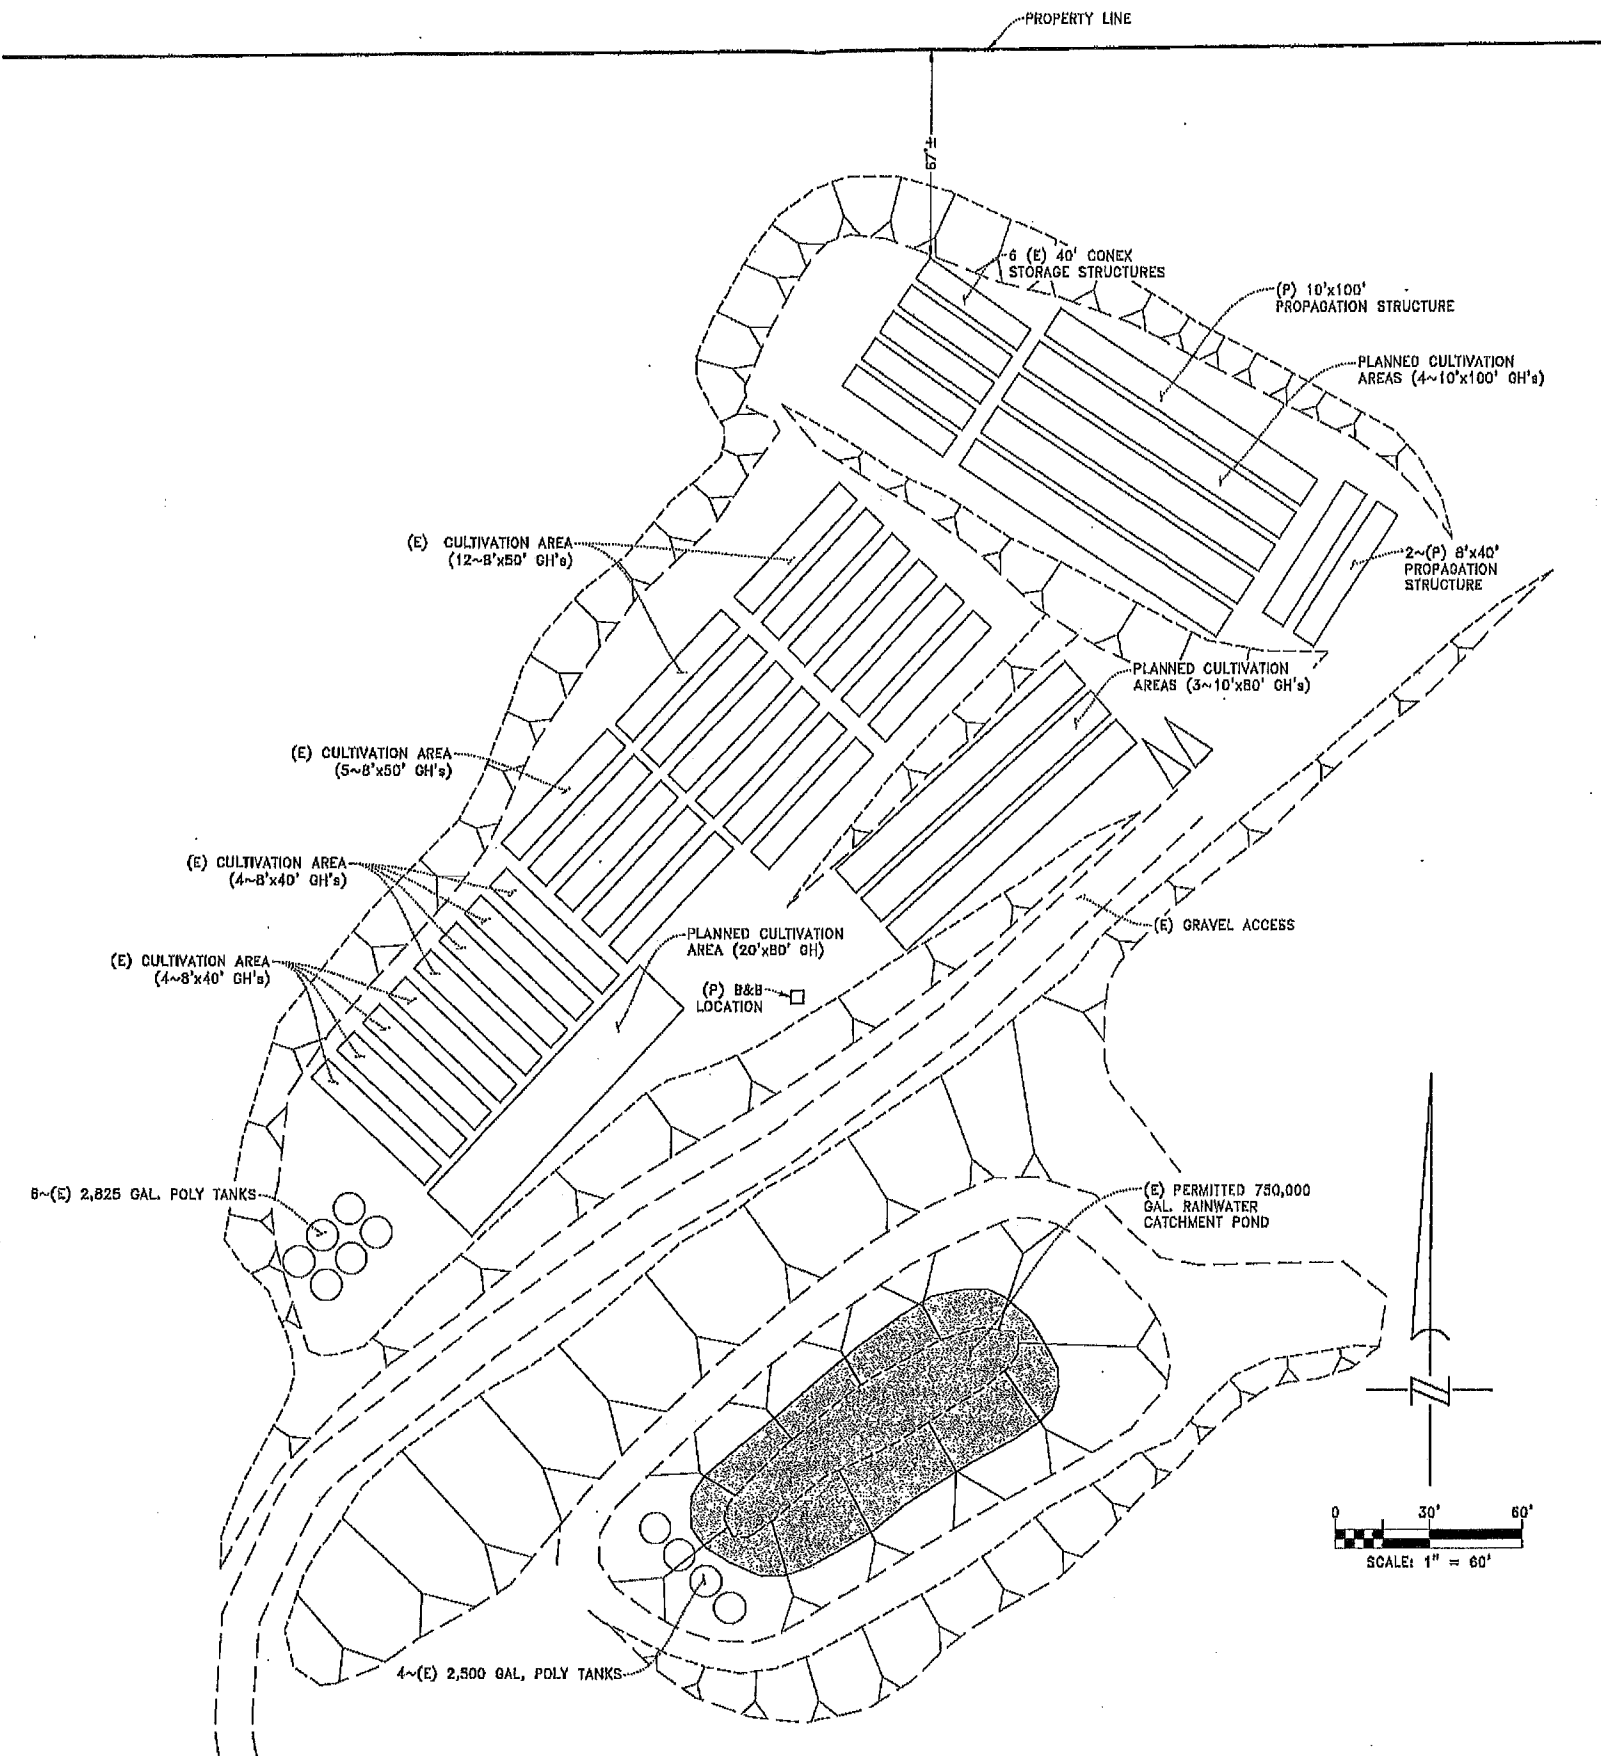 PROPERTY LINE
67'±
6 (E) 40' CONEX
STORAGE STRUCTURES
(P) 10'x100'
PROPAGATION STRUCTURE
PLANNED CULTIVATION
AREAS (4~10'x100' GH's)
(E) CULTIVATION AREA
(12~8'x50' GH's)
2~(P) 8'x40'
PROPAGATION
STRUCTURE
PLANNED CULTIVATION
AREAS (3~10'x80' GH's)
(E) CULTIVATION AREA
(5~8'x50' GH's)
(E) CULTIVATION AREA
(4~8'x40' GH's)
(E) GRAVEL ACCESS
PLANNED CULTIVATION
AREA (20'x80' GH)
(E) CULTIVATION AREA
(4~8'x40' GH's)
(P) B&B
LOCATION
6~(E) 2,825 GAL. POLY TANKS
(E) PERMITTED 750,000
GAL. RAINWATER
CATCHMENT POND
N
0 30' 60'
SCALE: 1" = 60'
4~(E) 2,500 GAL, POLY TANKS